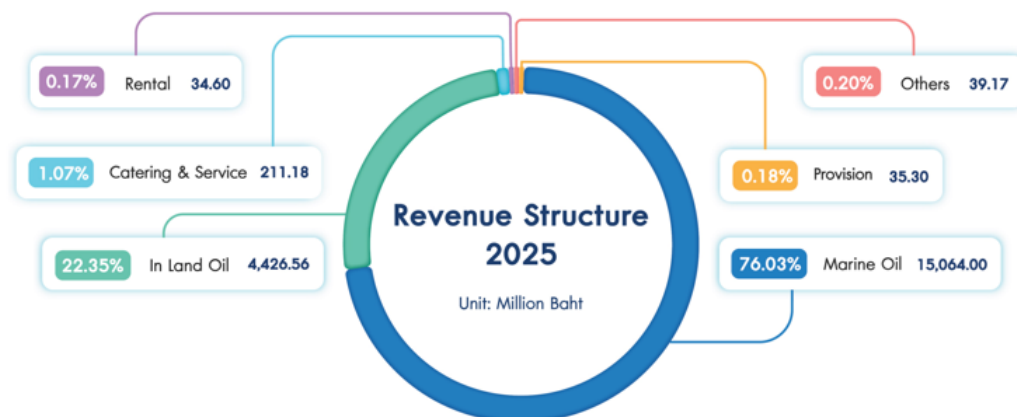 0.17% Rental 34.60
0.20% Others 39.17
1.07% Catering & Service 211.18
0.18% Provision 35.30
22.35% In Land Oil 4,426.56
76.03% Marine Oil 15,064.00
Revenue Structure
2025
Unit: Million Baht